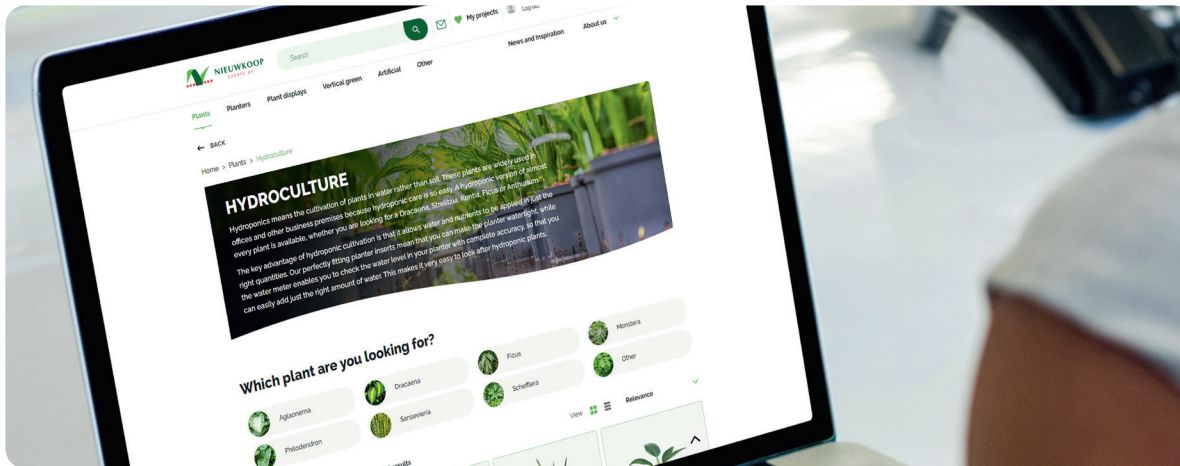 NIEUWKOOP
EUROPE BV
Search
My projects
Plants
Planters
Plant displays
Vertical green
Artificial
Other
News and Inspiration
About us
BACK
Home > Plants > Hydroculture
HYDROCULTURE
Hydroponics means the cultivation of plants in water rather than soil. These plants are widely used in
offices and other business premises because hydroponic care is so easy. A hydroponic version of almost
every plant is available, whether you are looking for a Dracaena, Strelitzia, Kentia, Ficus or Anthurium.
The key advantage of hydroponic cultivation is that it allows water and nutrients to be applied in just the
right quantities. Our perfectly fitting planter inserts mean that you can make the planter watertight, while
the water meter enables you to check the water level in your planter with complete accuracy, so that you
can easily add just the right amount of water. This makes it very easy to look after hydroponic plants.
Which plant are you looking for?
Aglaonema
Dracaena
Ficus
Monstera
Philodendron
Sansevieria
Schefflera
Other
View
Relevance